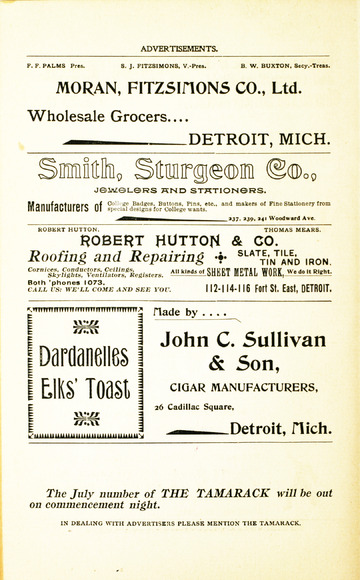 ADVERTISEMENTS.
F. F. PALMS Pres. S. J. FITZSIMONS, V.-Pres. B. W. BUXTON, Secy.-Treas.
MORAN, FITZSIMONS CO., Ltd.
Wholesale Grocers....
DETROIT, MICH.
Smith, Sturgeon Co.,
JEWELERS AND STATIONERS.
Manufacturers of College Badges, Buttons, Pins, etc., and makers of Fine Stationery from
special designs for College wants.
237, 239, 241 Woodward Ave.
ROBERT HUTTON, THOMAS MEARS.
ROBERT HUTTON & CO.
Roofing and Repairing SLATE, TILE,
TIN AND IRON.
Cornices, Conductors, Ceilings,
Skylights, Ventilators, Registers.
All kinds of SHEET METAL WORK, We do it Right.
Both 'phones 1073.
CALL US: WE'LL COME AND SEE YOU.
112-114-116 Fort St. East, DETROIT.
Dardanelles
Elks' Toast
Made by . . . .
John C. Sullivan
& Son,
CIGAR MANUFACTURERS,
26 Cadillac Square,
Detroit, Mich.
The July number of THE TAMARACK will be out
on commencement night.
IN DEALING WITH ADVERTISERS PLEASE MENTION THE TAMARACK.